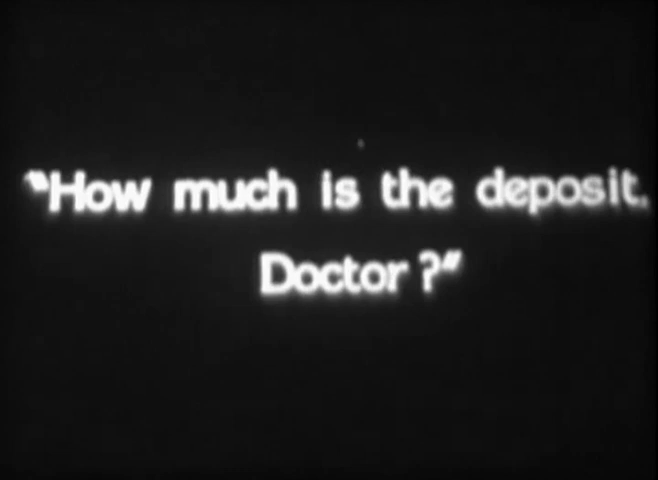 "How much is the deposit,
Doctor?"